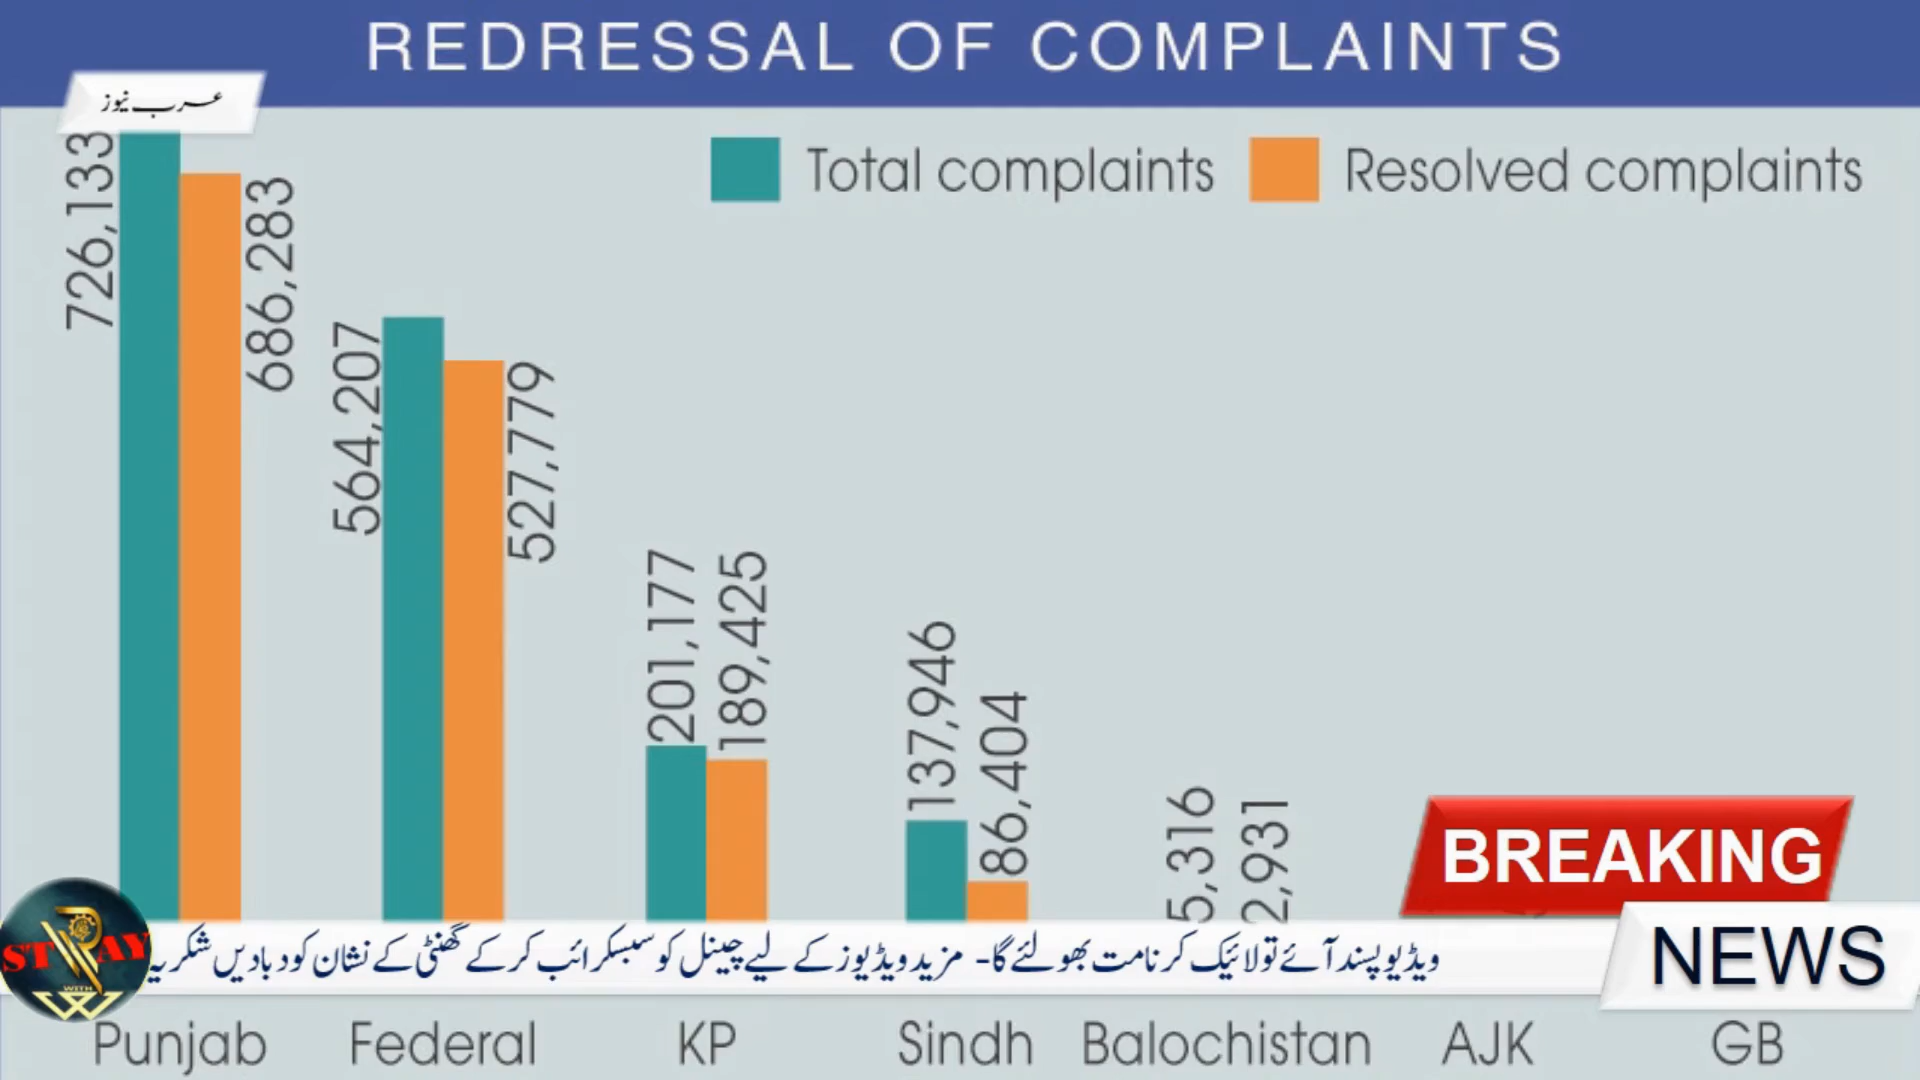 REDRESSAL OF COMPLAINTS
عرب نیوز
Total complaints
Resolved complaints
726,133
686,283
564,207
527,779
201,177
189,425
137,946
86,404
5,316
2,931
BREAKING
NEWS
ویڈیو پسند آئے تو لائیک کرنا مت بھولئے گا- مزید ویڈیوز کے لیے چینل کو سبسکرائب کر کے گھنٹی کے نشان کو دبا دیں شکریہ
STAY
WITH
Punjab
Federal
KP
Sindh
Balochistan
AJK
GB